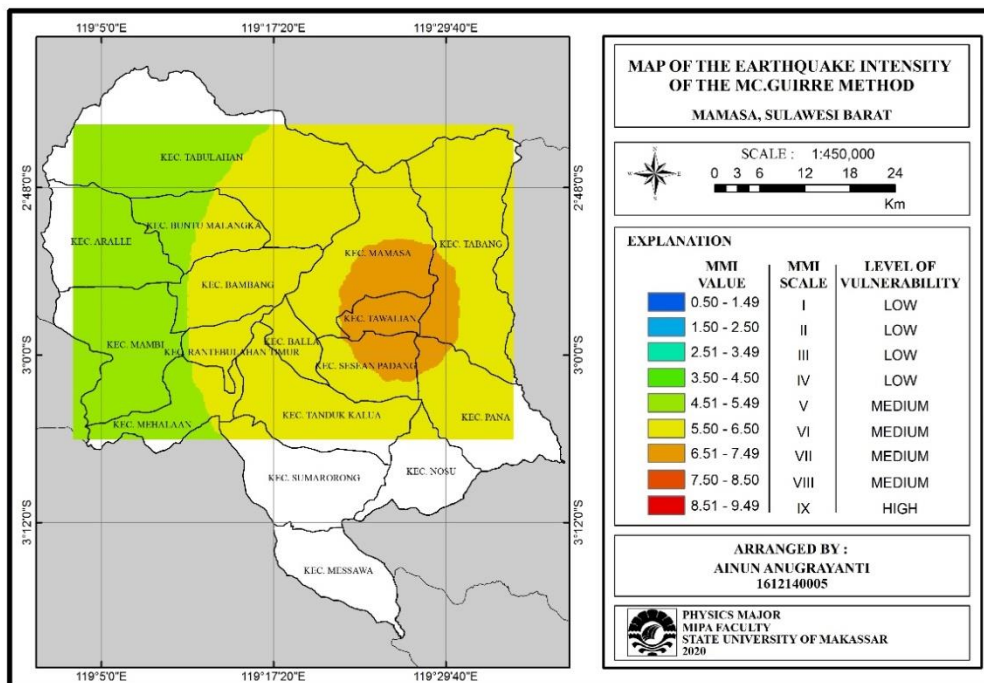 119°5'0"E 119°17'20"E 119°29'40"E
2°48'0"S
3°0'0"S
3°12'0"S
KEC. TABULAHAN
KEC. BUNTU MALANGKA
KEC. ARALLE
KEC. MAMASA
KEC. TABANG
KEC. BAMBANG
KEC. TAWALIAN
KEC. MAMBI
KEC. RANTEBULAHAN TIMUR
KEC. BALLA
KEC. SESEAN PADANG
KEC. MEHALAAN
KEC. TANDUK KALUA
KEC. PANA
KEC. SUMARORONG
KEC. NOSU
KEC. MESSAWA
2°48'0"S
3°0'0"S
3°12'0"S
119°5'0"E 119°17'20"E 119°29'40"E
MAP OF THE EARTHQUAKE INTENSITY
OF THE MC.GUIRRE METHOD
MAMASA, SULAWESI BARAT
SCALE : 1:450,000
0 3 6 12 18 24
Km
EXPLANATION
MMI VALUE MMI SCALE LEVEL OF VULNERABILITY
0.50 - 1.49 I LOW
1.50 - 2.50 II LOW
2.51 - 3.49 III LOW
3.50 - 4.50 IV LOW
4.51 - 5.49 V MEDIUM
5.50 - 6.50 VI MEDIUM
6.51 - 7.49 VII MEDIUM
7.50 - 8.50 VIII MEDIUM
8.51 - 9.49 IX HIGH
ARRANGED BY :
AINUN ANUGRAYANTI
1612140005
PHYSICS MAJOR
MIPA FACULTY
STATE UNIVERSITY OF MAKASSAR
2020